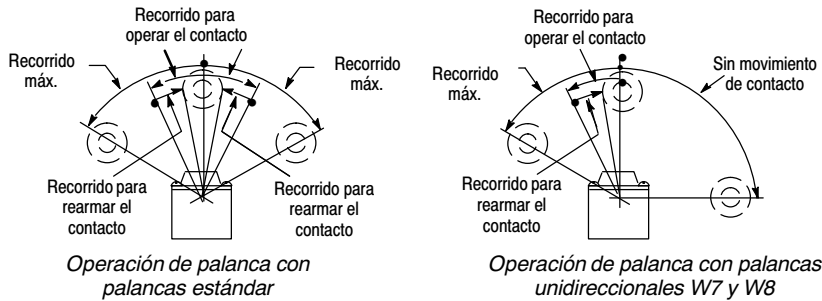 Recorrido para
operar el contacto
Recorrido
máx.
Recorrido
máx.
Recorrido para
rearmar el
contacto
Recorrido para
rearmar el
contacto
Operación de palanca con
palancas estándar
Recorrido para
operar el contacto
Recorrido
máx.
Sin movimiento
de contacto
Recorrido para
rearmar el
contacto
Operación de palanca con palancas
unidireccionales W7 y W8